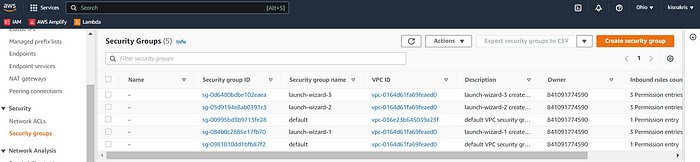 aws
Services
Search
[Alt+S]
Ohio
kisnakris
IAM
AWS Amplify
Lambda
Elastic IPs
Managed prefix lists
Endpoints
Endpoint services
NAT gateways
Peering connections
Security
Network ACLs
Security groups
Network Analysis
Security Groups (5) Info
Actions
Export security groups to CSV
Create security group
Filter security groups
1
Name Security group ID Security group name VPC ID Description Owner Inbound rules count
– sg-0d6480bdbe102eaea launch-wizard-3 vpc-0164d61fa69feaed0 launch-wizard-3 create... 841091774590 3 Permission entries
– sg-05d9194e8ab0391c3 launch-wizard-2 vpc-0164d61fa69feaed0 launch-wizard-2 create... 841091774590 3 Permission entries
– sg-00995bd3b9713fe28 default vpc-036e23b645039a23f default VPC security gr... 841091774590 1 Permission entry
– sg-084b0c2885e17fb70 launch-wizard-1 vpc-0164d61fa69feaed0 launch-wizard-1 create... 841091774590 3 Permission entries
– sg-0981010dd1bfb87f2 default vpc-0164d61fa69feaed0 default VPC security gr... 841091774590 1 Permission entry